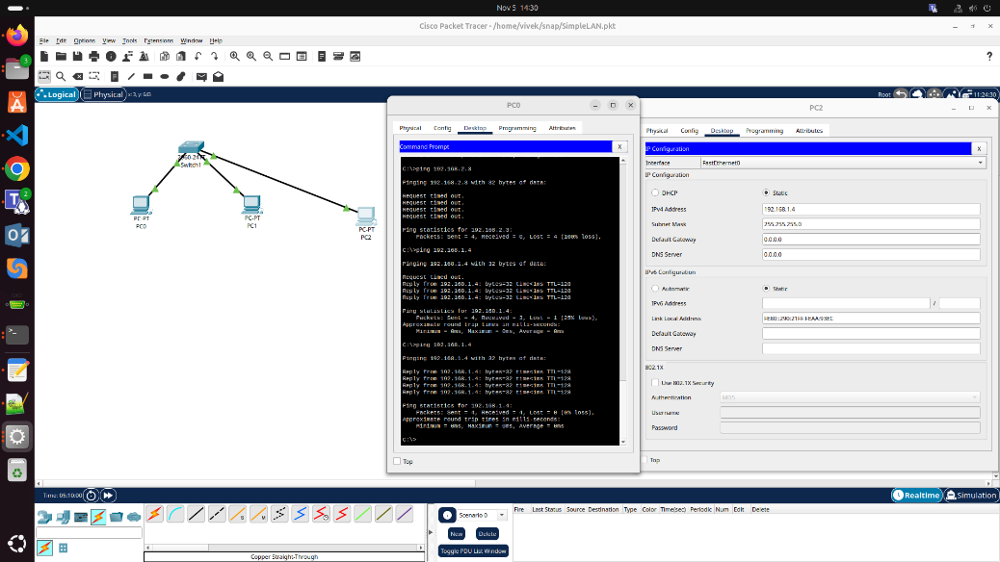 Nov 5 14:30
Cisco Packet Tracer - /home/vivek/snap/SimpleLAN.pkt
File Edit Options View Tools Extensions Window Help
Logical Physical x: 3, y: 643
Root 11:24:30
2960-24TT
Switch1
PC-PT
PC0
PC-PT
PC1
PC-PT
PC2
PC0
Physical Config Desktop Programming Attributes
Command Prompt X
C:\>ping 192.168.2.3
Pinging 192.168.2.3 with 32 bytes of data:
Request timed out.
Request timed out.
Request timed out.
Request timed out.
Ping statistics for 192.168.2.3:
Packets: Sent = 4, Received = 0, Lost = 4 (100% loss),
C:\>ping 192.168.1.4
Pinging 192.168.1.4 with 32 bytes of data:
Request timed out.
Reply from 192.168.1.4: bytes=32 time<1ms TTL=128
Reply from 192.168.1.4: bytes=32 time<1ms TTL=128
Reply from 192.168.1.4: bytes=32 time<1ms TTL=128
Ping statistics for 192.168.1.4:
Packets: Sent = 4, Received = 3, Lost = 1 (25% loss),
Approximate round trip times in milli-seconds:
Minimum = 0ms, Maximum = 0ms, Average = 0ms
C:\>ping 192.168.1.4
Pinging 192.168.1.4 with 32 bytes of data:
Reply from 192.168.1.4: bytes=32 time<1ms TTL=128
Reply from 192.168.1.4: bytes=32 time<1ms TTL=128
Reply from 192.168.1.4: bytes=32 time<1ms TTL=128
Reply from 192.168.1.4: bytes=32 time<1ms TTL=128
Ping statistics for 192.168.1.4:
Packets: Sent = 4, Received = 4, Lost = 0 (0% loss),
Approximate round trip times in milli-seconds:
Minimum = 0ms, Maximum = 0ms, Average = 0ms
C:\>
Top
PC2
Physical Config Desktop Programming Attributes
IP Configuration X
Interface FastEthernet0
IP Configuration
DHCP Static
IPv4 Address 192.168.1.4
Subnet Mask 255.255.255.0
Default Gateway 0.0.0.0
DNS Server 0.0.0.0
IPv6 Configuration
Automatic Static
IPv6 Address /
Link Local Address FE80::290:21FF:FEAA:93EC
Default Gateway
DNS Server
802.1X
Use 802.1X Security
Authentication MD5
Username
Password
Top
Time: 05:10:00
Realtime Simulation
Scenario 0
New Delete
Toggle PDU List Window
Fire Last Status Source Destination Type Color Time(sec) Periodic Num Edit Delete
Copper Straight-Through